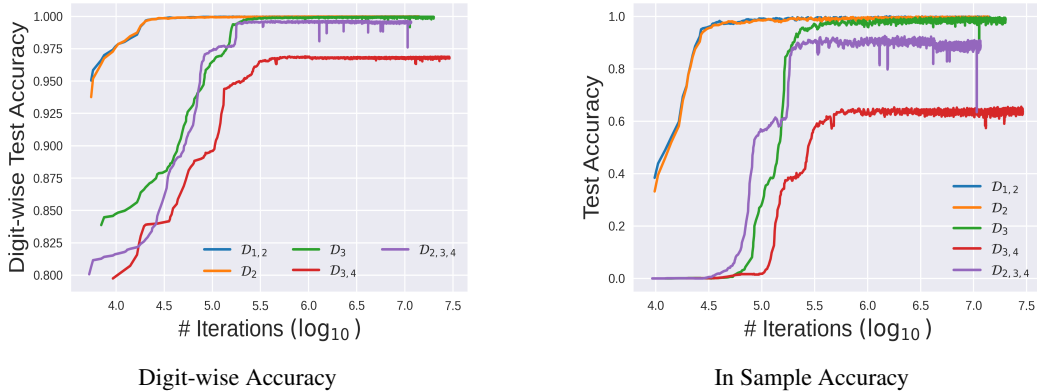 Digit-wise Test Accuracy
1.000
0.975
0.950
0.925
0.900
0.875
0.850
0.825
0.800
4.0 4.5 5.0 5.5 6.0 6.5 7.0 7.5
# Iterations (log₁₀)
𝒟₁,₂ 𝒟₃ 𝒟₂,₃,₄
𝒟₂ 𝒟₃,₄
Digit-wise Accuracy
Test Accuracy
1.0
0.8
0.6
0.4
0.2
0.0
4.0 4.5 5.0 5.5 6.0 6.5 7.0 7.5
# Iterations (log₁₀)
𝒟₁,₂
𝒟₂
𝒟₃
𝒟₃,₄
𝒟₂,₃,₄
In Sample Accuracy